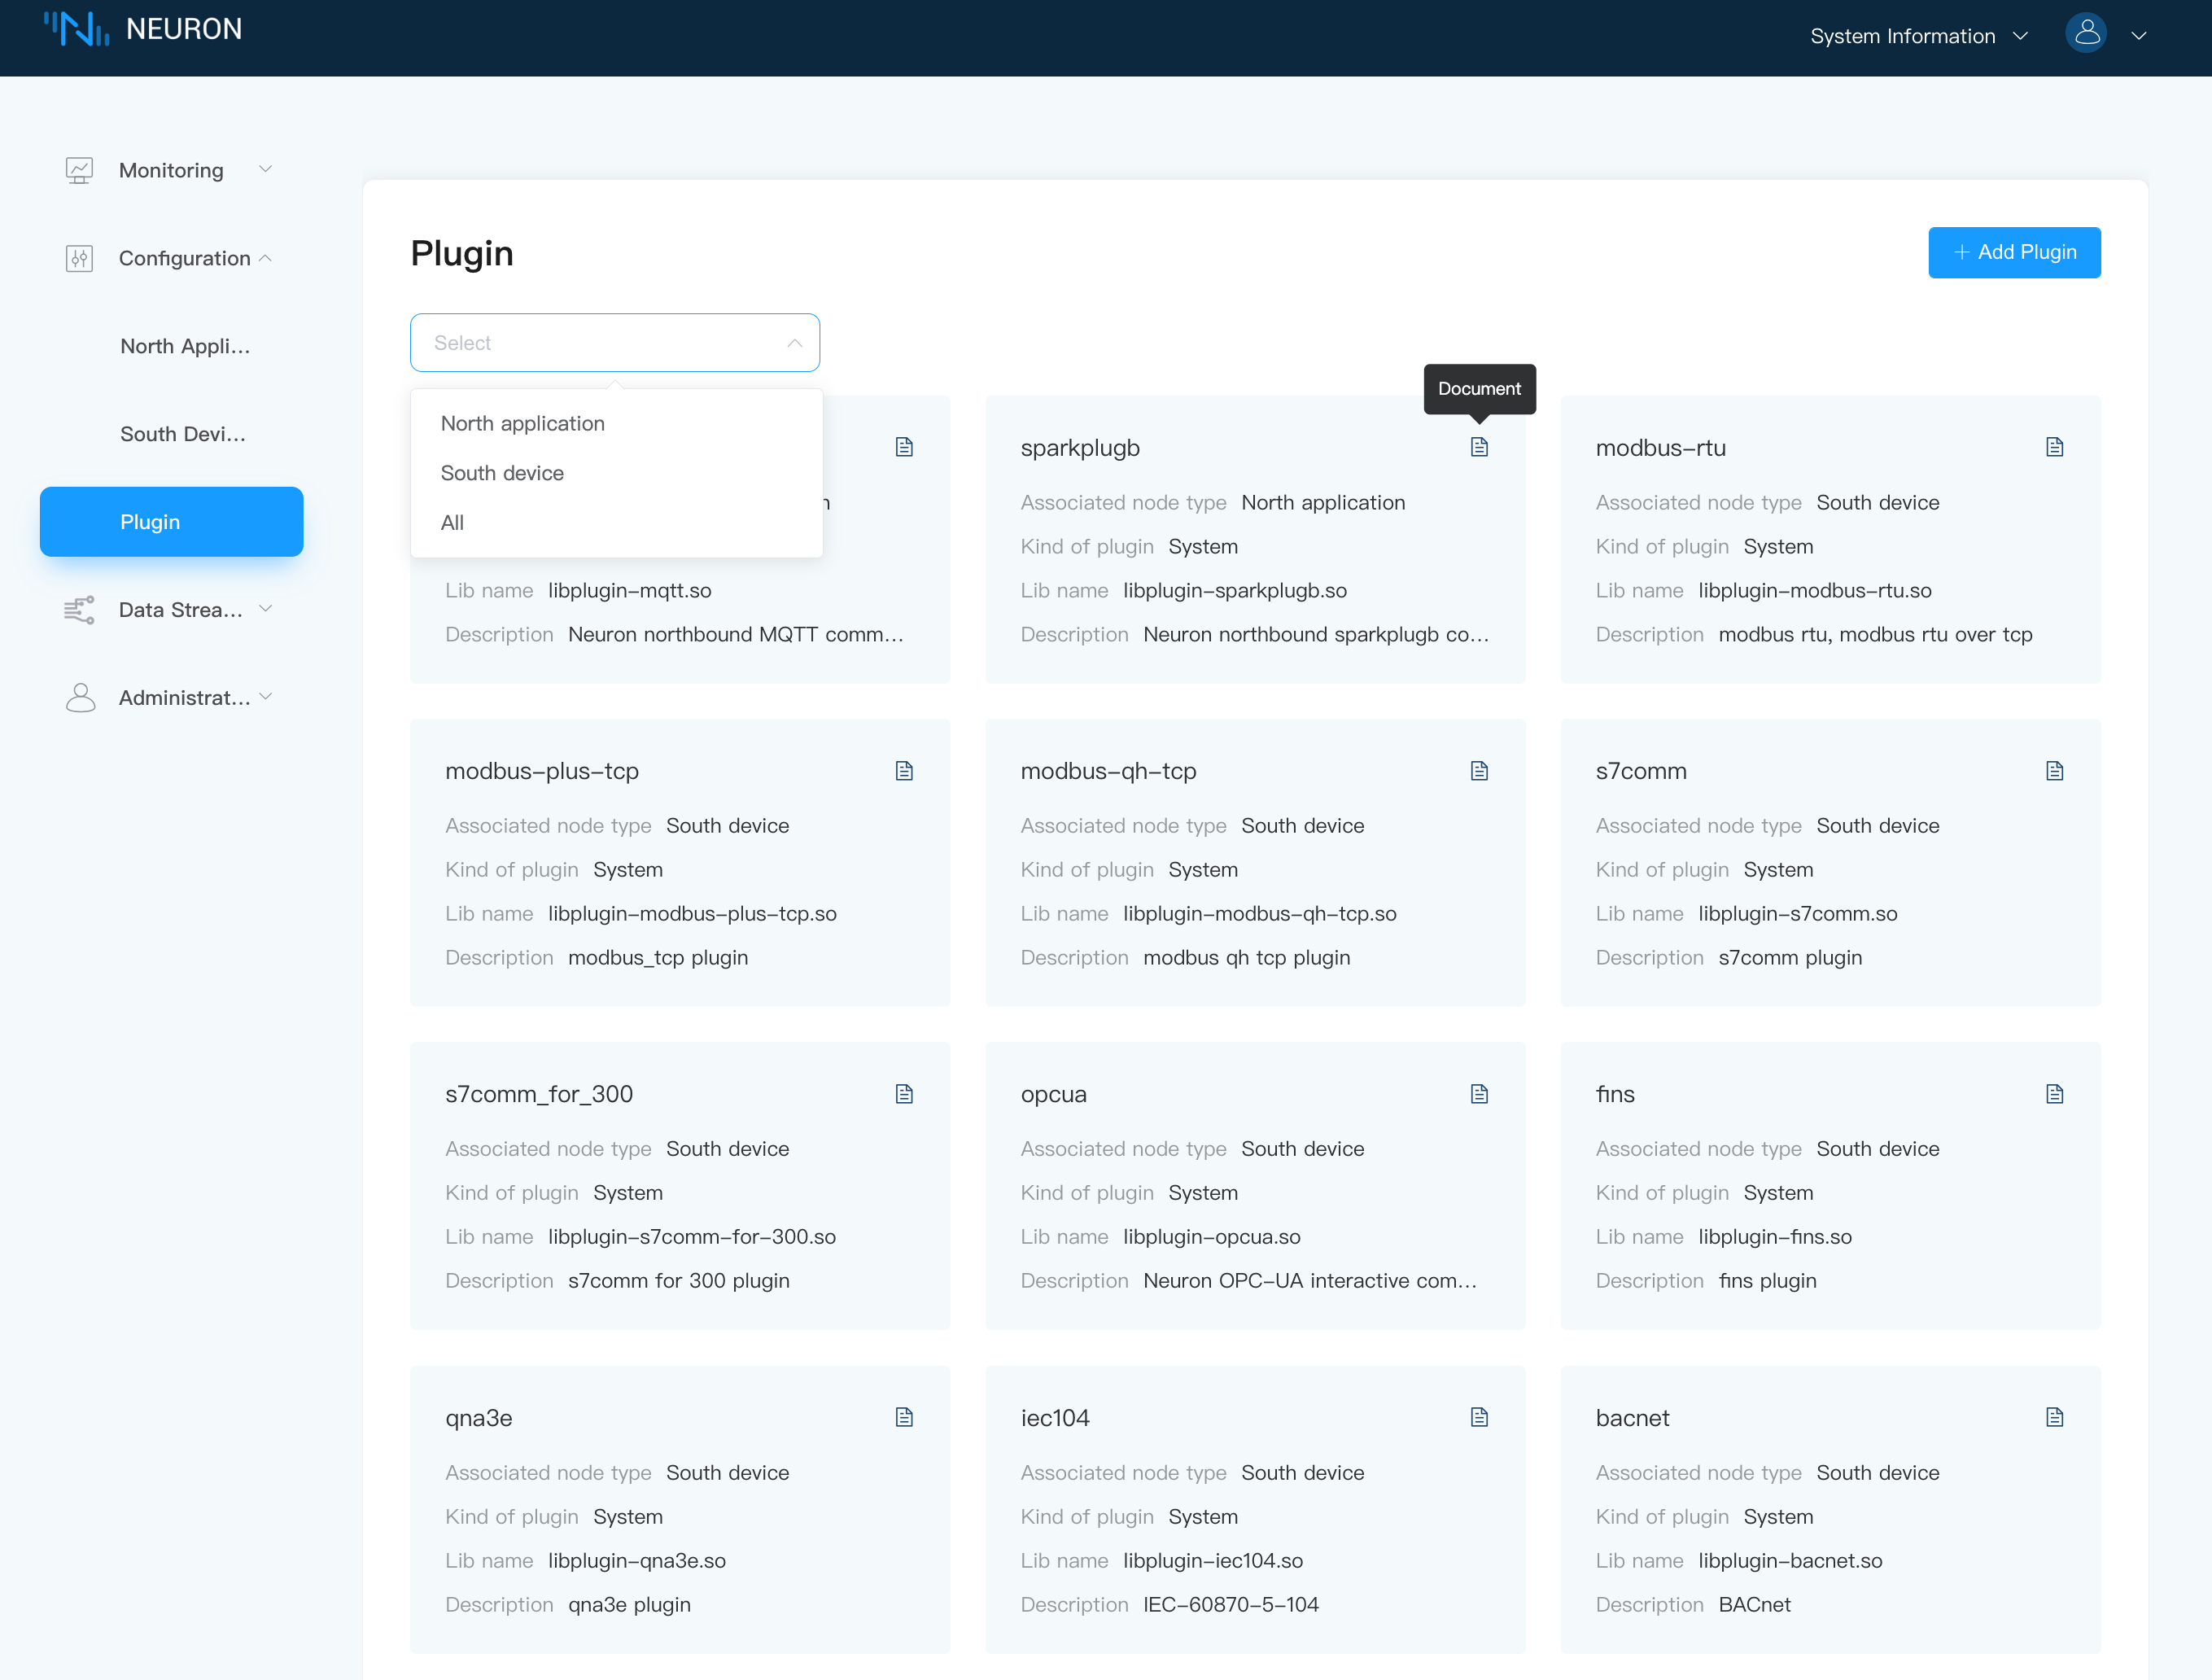 NEURON
System Information
Monitoring
Configuration
North Appli...
South Devi...
Plugin
Data Strea...
Administrat...
Plugin
+ Add Plugin
Select
North application
South device
All
Document
Lib name libplugin-mqtt.so
Description Neuron northbound MQTT comm...
sparkplugb
Associated node type North application
Kind of plugin System
Lib name libplugin-sparkplugb.so
Description Neuron northbound sparkplugb co...
modbus-rtu
Associated node type South device
Kind of plugin System
Lib name libplugin-modbus-rtu.so
Description modbus rtu, modbus rtu over tcp
modbus-plus-tcp
Associated node type South device
Kind of plugin System
Lib name libplugin-modbus-plus-tcp.so
Description modbus_tcp plugin
modbus-qh-tcp
Associated node type South device
Kind of plugin System
Lib name libplugin-modbus-qh-tcp.so
Description modbus qh tcp plugin
s7comm
Associated node type South device
Kind of plugin System
Lib name libplugin-s7comm.so
Description s7comm plugin
s7comm_for_300
Associated node type South device
Kind of plugin System
Lib name libplugin-s7comm-for-300.so
Description s7comm for 300 plugin
opcua
Associated node type South device
Kind of plugin System
Lib name libplugin-opcua.so
Description Neuron OPC-UA interactive com...
fins
Associated node type South device
Kind of plugin System
Lib name libplugin-fins.so
Description fins plugin
qna3e
Associated node type South device
Kind of plugin System
Lib name libplugin-qna3e.so
Description qna3e plugin
iec104
Associated node type South device
Kind of plugin System
Lib name libplugin-iec104.so
Description IEC-60870-5-104
bacnet
Associated node type South device
Kind of plugin System
Lib name libplugin-bacnet.so
Description BACnet